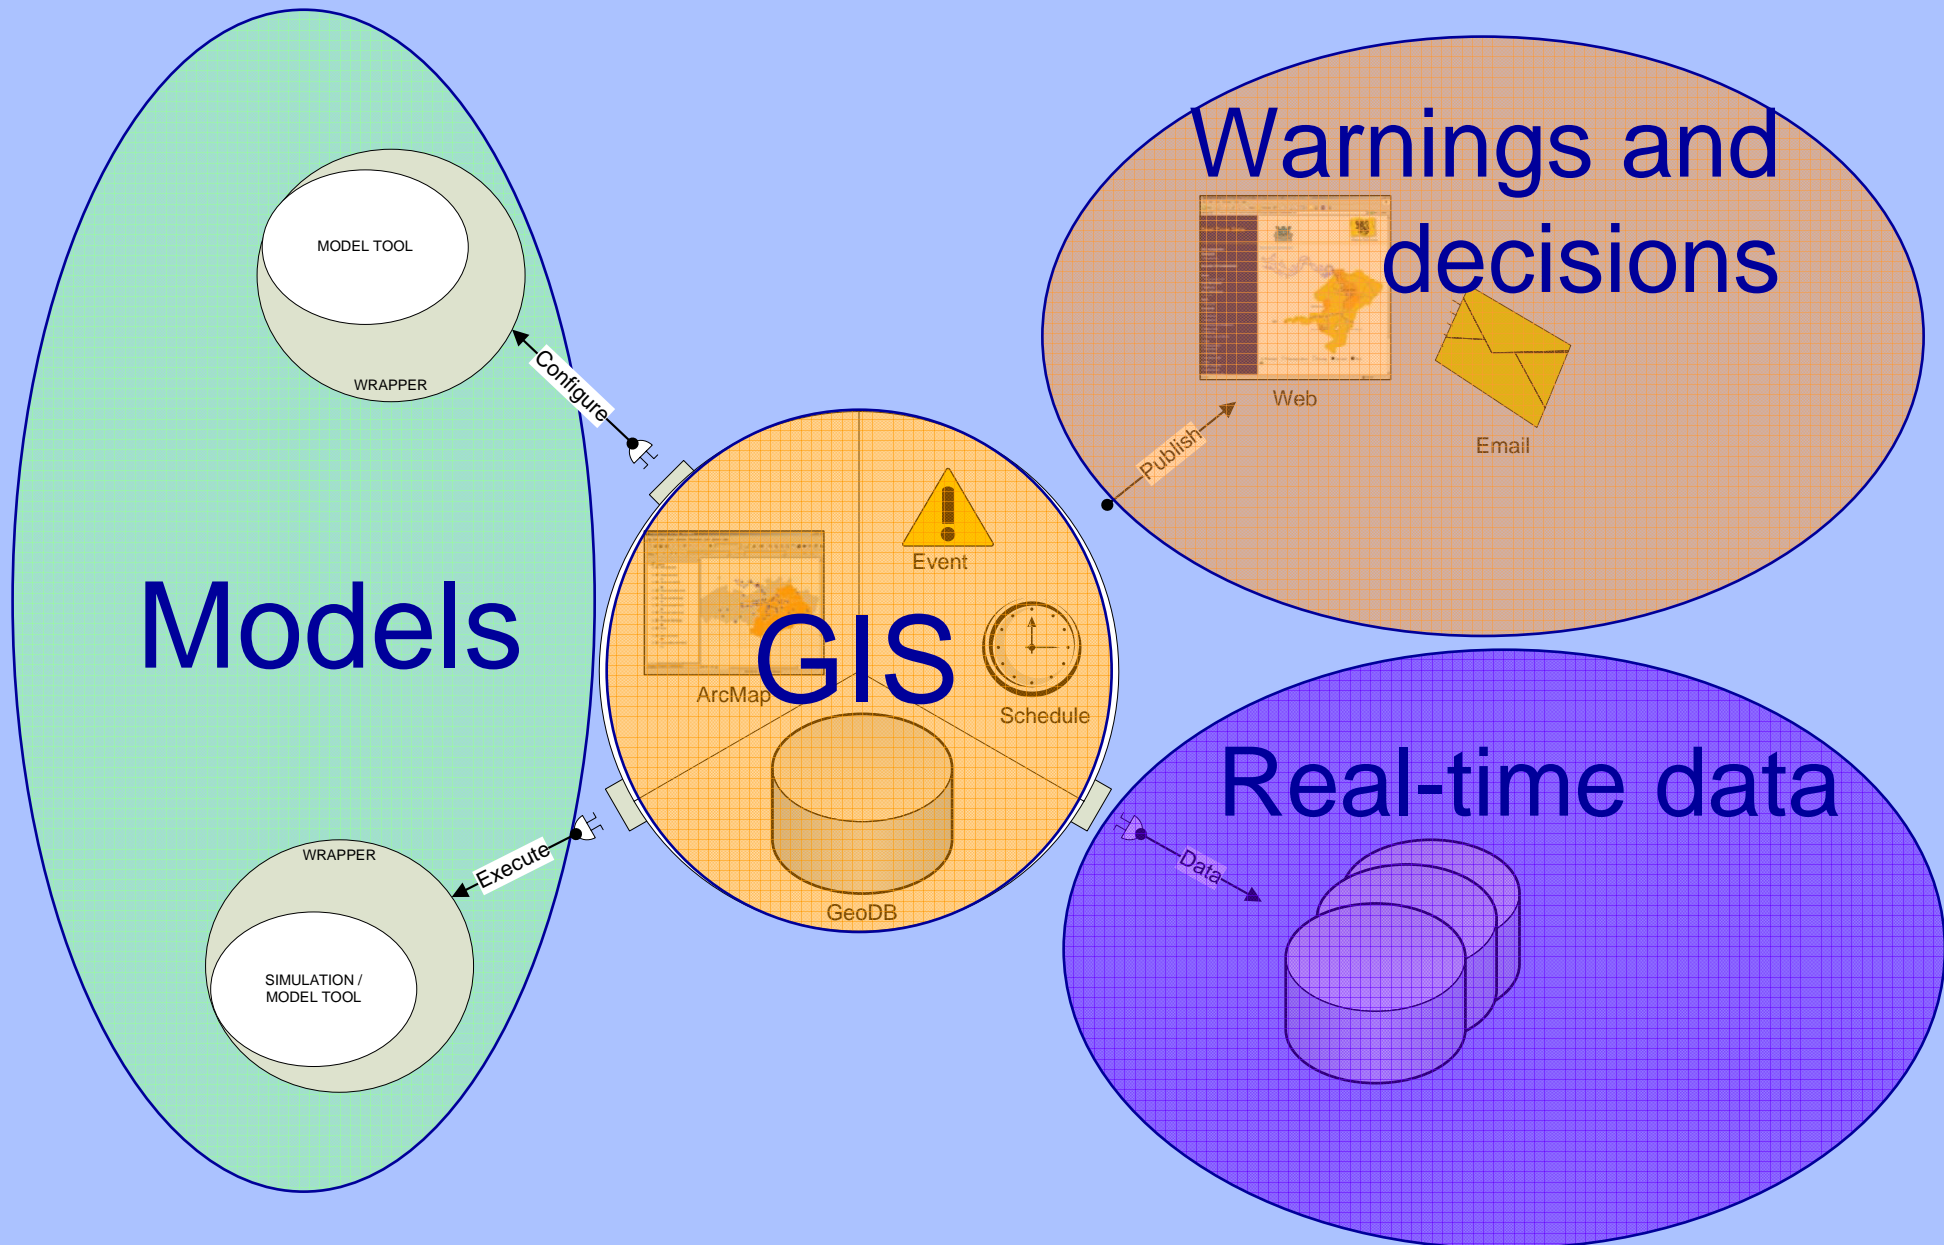 Models
MODEL TOOL
WRAPPER
Configure
WRAPPER
SIMULATION /
MODEL TOOL
Execute
GIS
ArcMap
Event
Schedule
GeoDB
Warnings and
decisions
Web
Email
Publish
Real-time data
Data